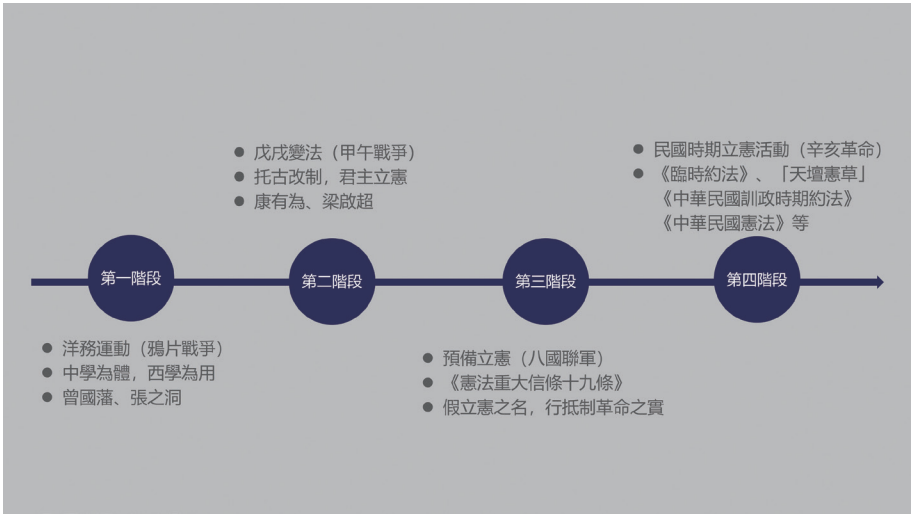 戊戌變法（甲午戰爭）
托古改制，君主立憲
康有為、梁啟超
民國時期立憲活動（辛亥革命）
《臨時約法》、「天壇憲草」
《中華民國訓政時期約法》
《中華民國憲法》等
第一階段
第二階段
第三階段
第四階段
洋務運動（鴉片戰爭）
中學為體，西學為用
曾國藩、張之洞
預備立憲（八國聯軍）
《憲法重大信條十九條》
假立憲之名，行抵制革命之實